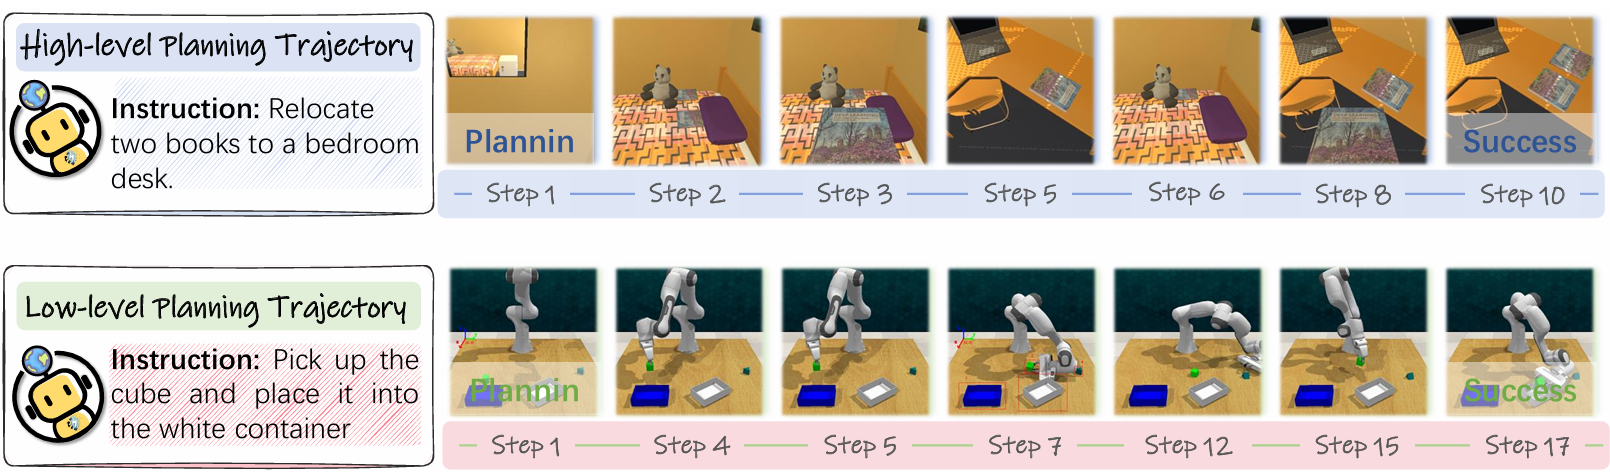 High-level Planning Trajectory
Instruction: Relocate
two books to a bedroom
desk.
Plannin
Success
Step 1
Step 2
Step 3
Step 5
Step 6
Step 8
Step 10
Low-level Planning Trajectory
Instruction: Pick up the
cube and place it into
the white container
Plannin
Success
Step 1
Step 4
Step 5
Step 7
Step 12
Step 15
Step 17